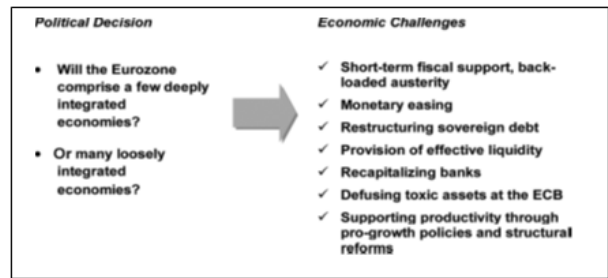 Political Decision
• Will the Eurozone
comprise a few deeply
integrated
economies?
• Or many loosely
integrated
economies?
Economic Challenges
✓ Short-term fiscal support, back-
loaded austerity
✓ Monetary easing
✓ Restructuring sovereign debt
✓ Provision of effective liquidity
✓ Recapitalizing banks
✓ Defusing toxic assets at the ECB
✓ Supporting productivity through
pro-growth policies and structural
reforms